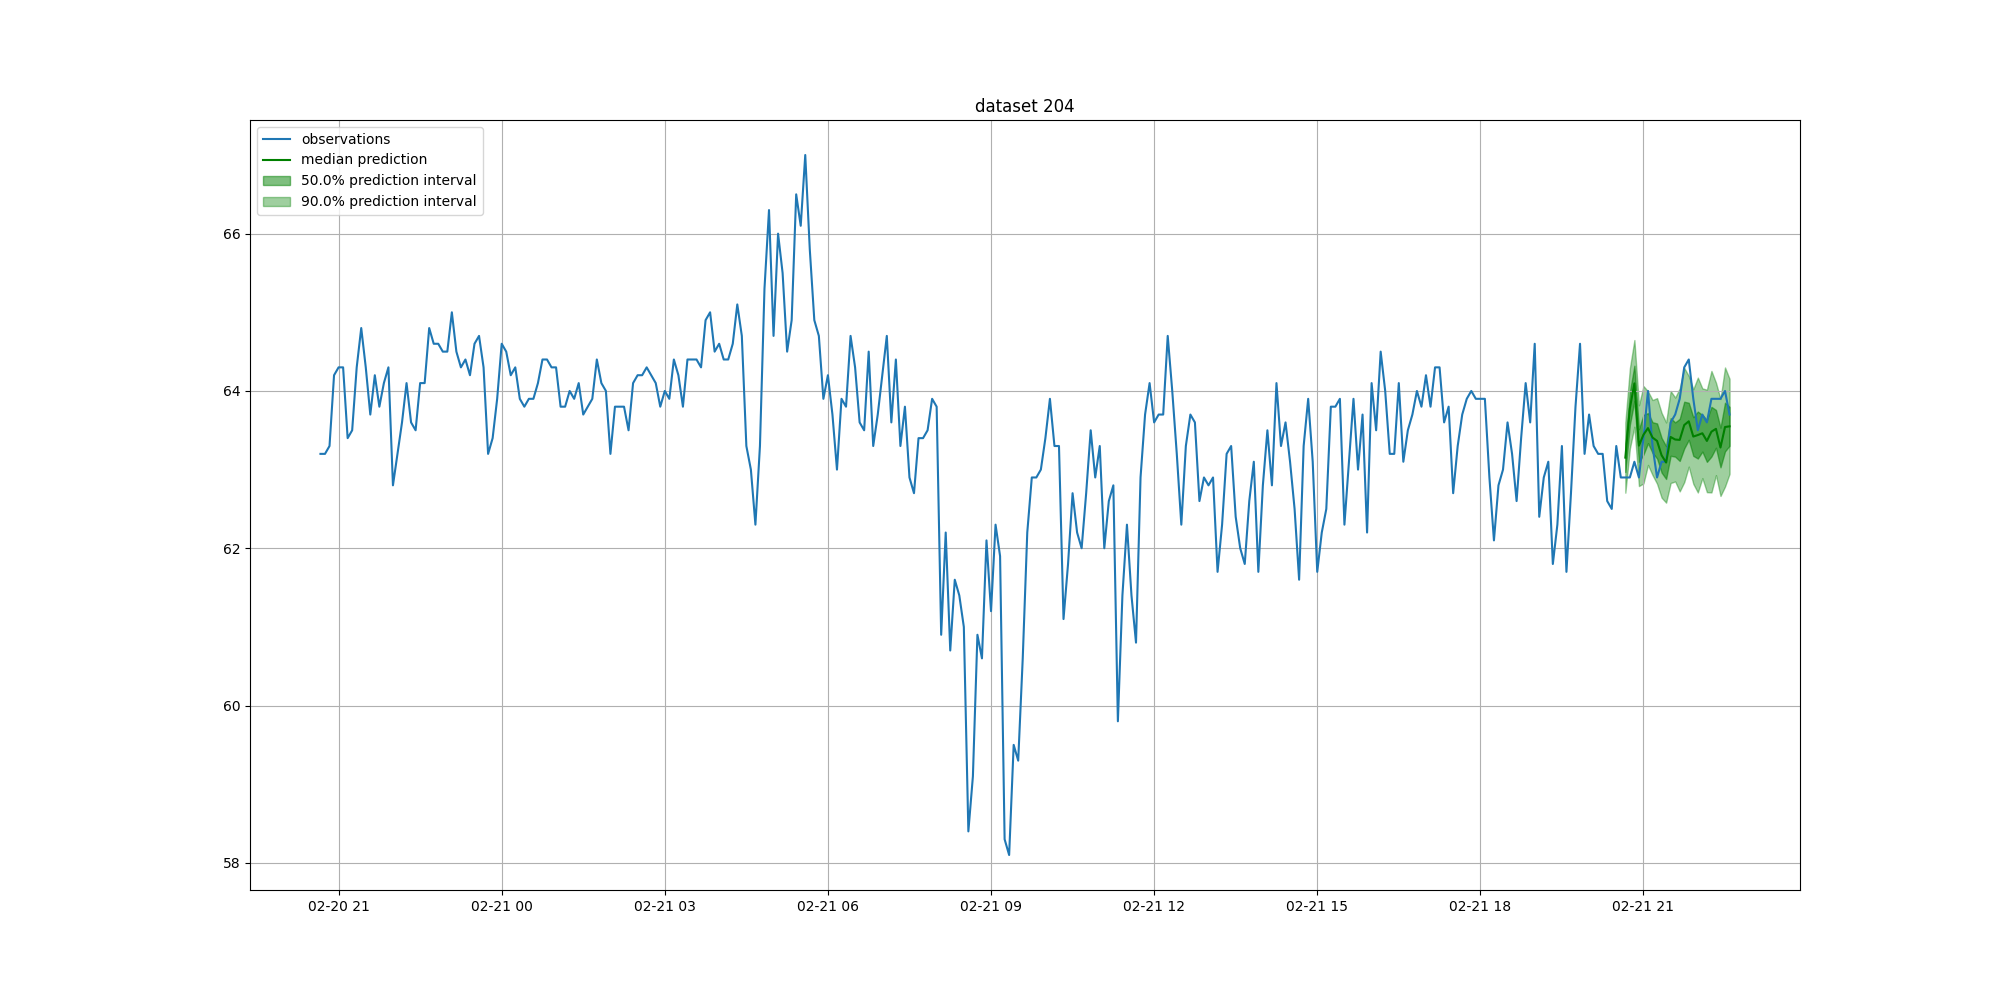 dataset 204
observations
median prediction
50.0% prediction interval
90.0% prediction interval
66
64
62
60
58
02-20 21
02-21 00
02-21 03
02-21 06
02-21 09
02-21 12
02-21 15
02-21 18
02-21 21